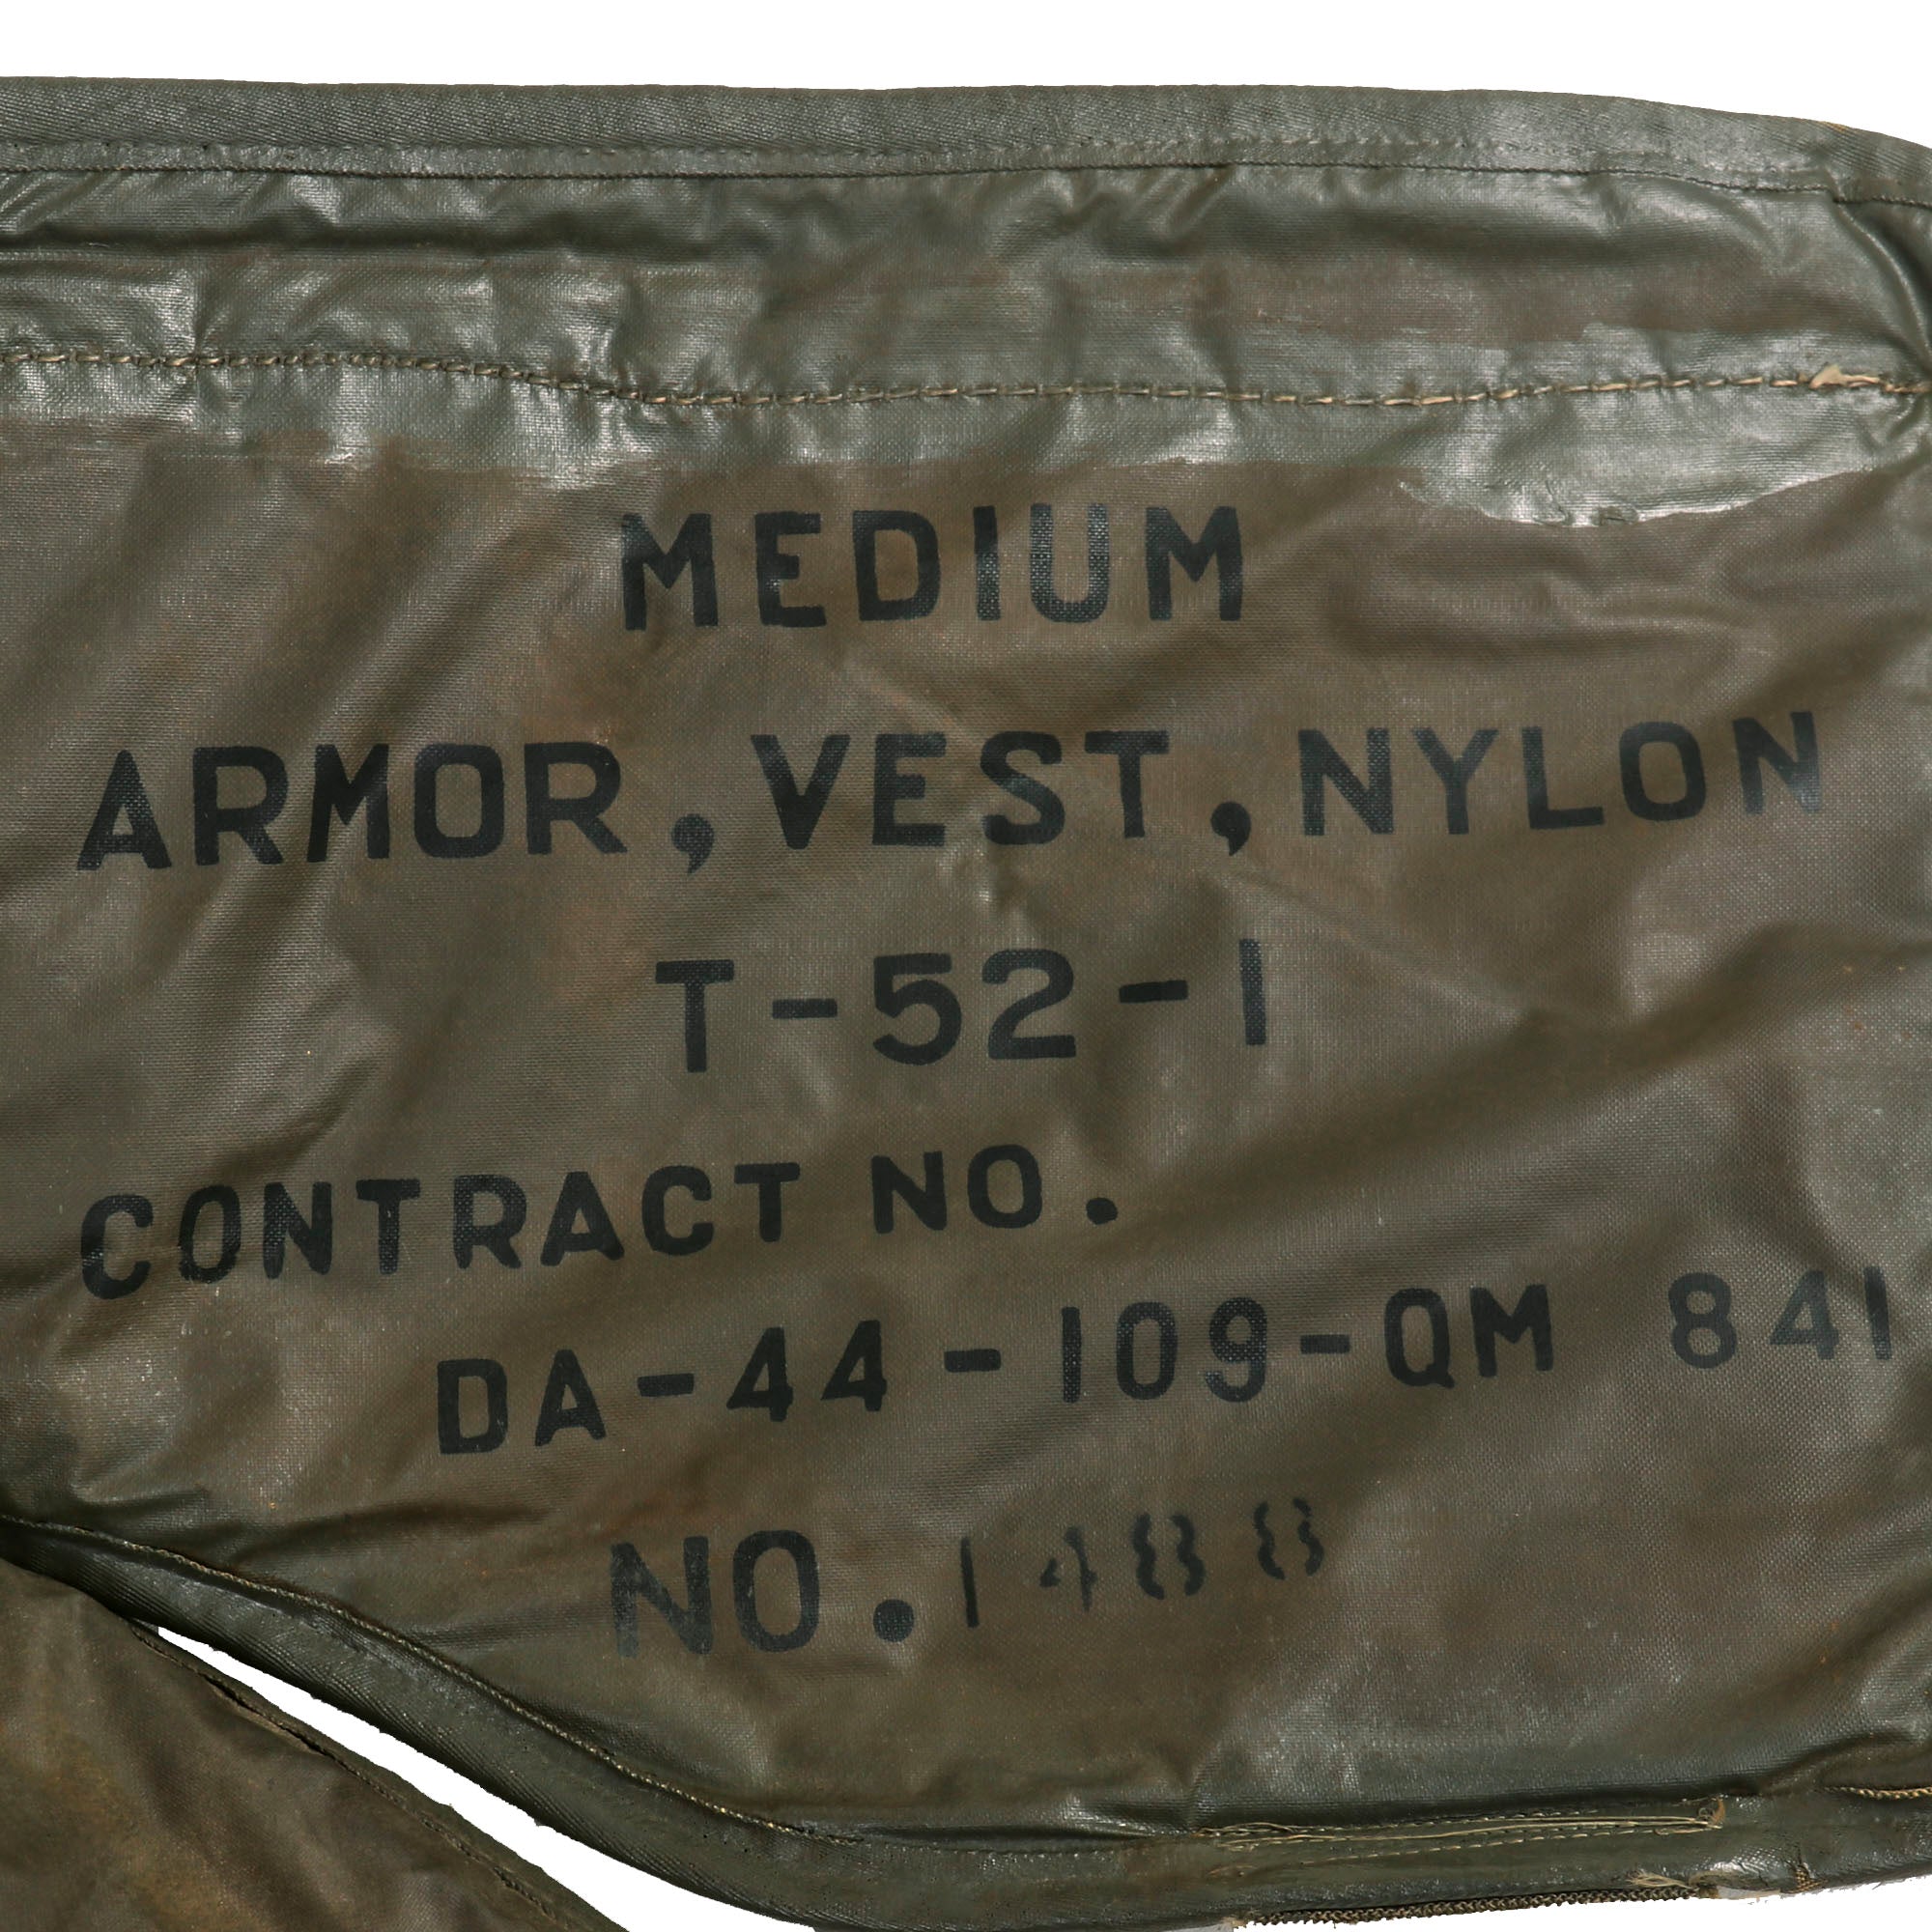 MEDIUM
ARMOR, VEST, NYLON
T-52-1
CONTRACT NO.
DA-44-109-QM 841
NO. 1488